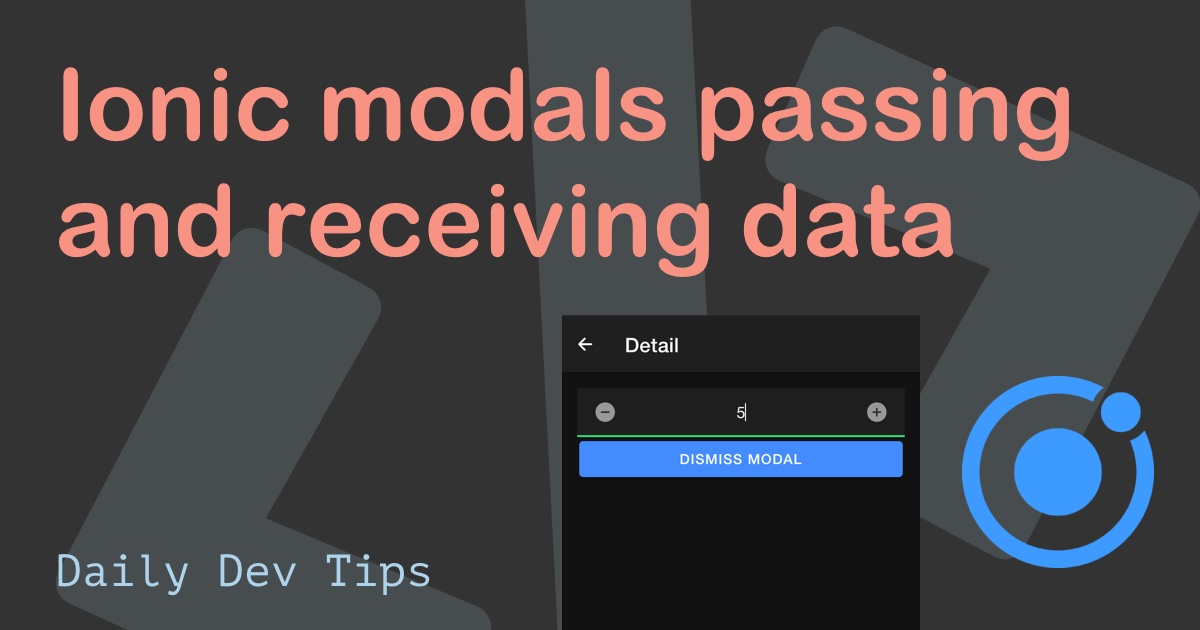 Ionic modals passing
and receiving data
Detail
5
DISMISS MODAL
Daily Dev Tips